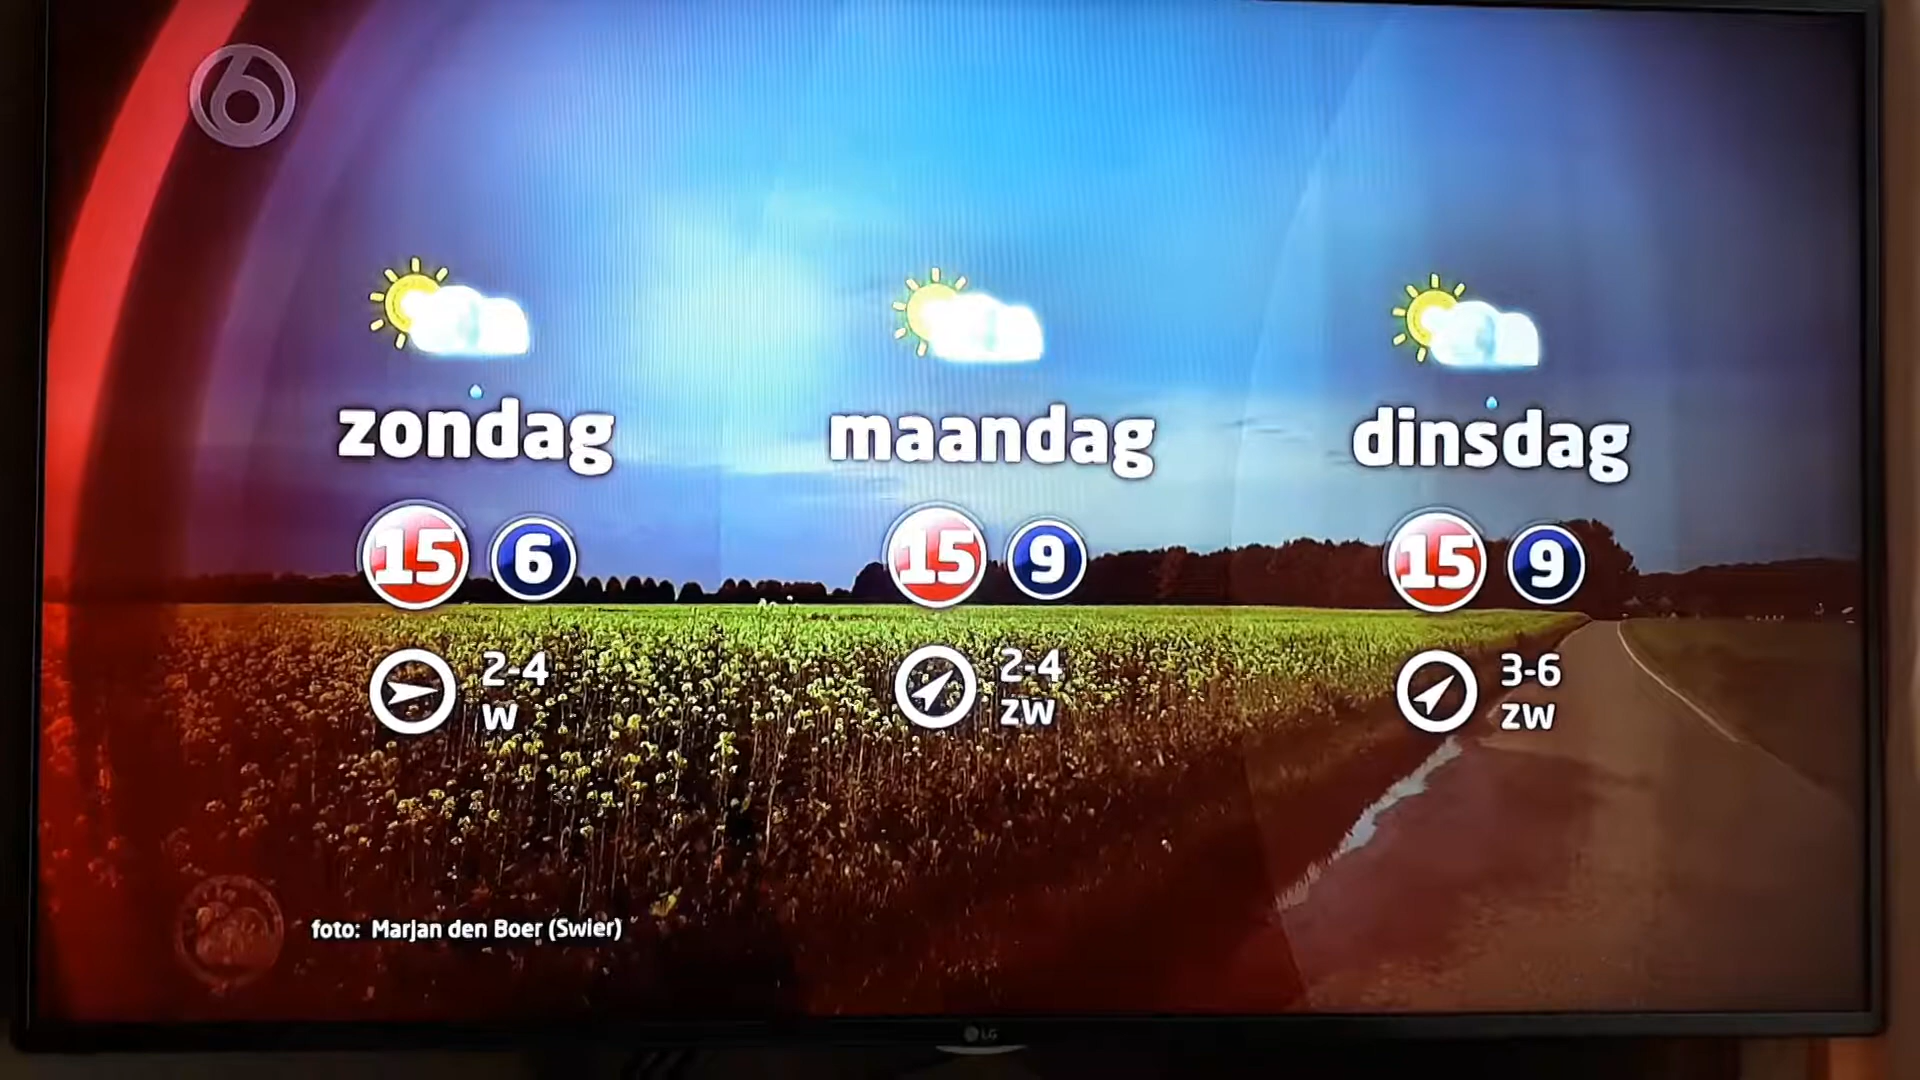 6
zondag
15 6
2-4
W
maandag
15 9
2-4
ZW
dinsdag
15 9
3-6
ZW
foto: Marjan den Boer (Swier)
LG